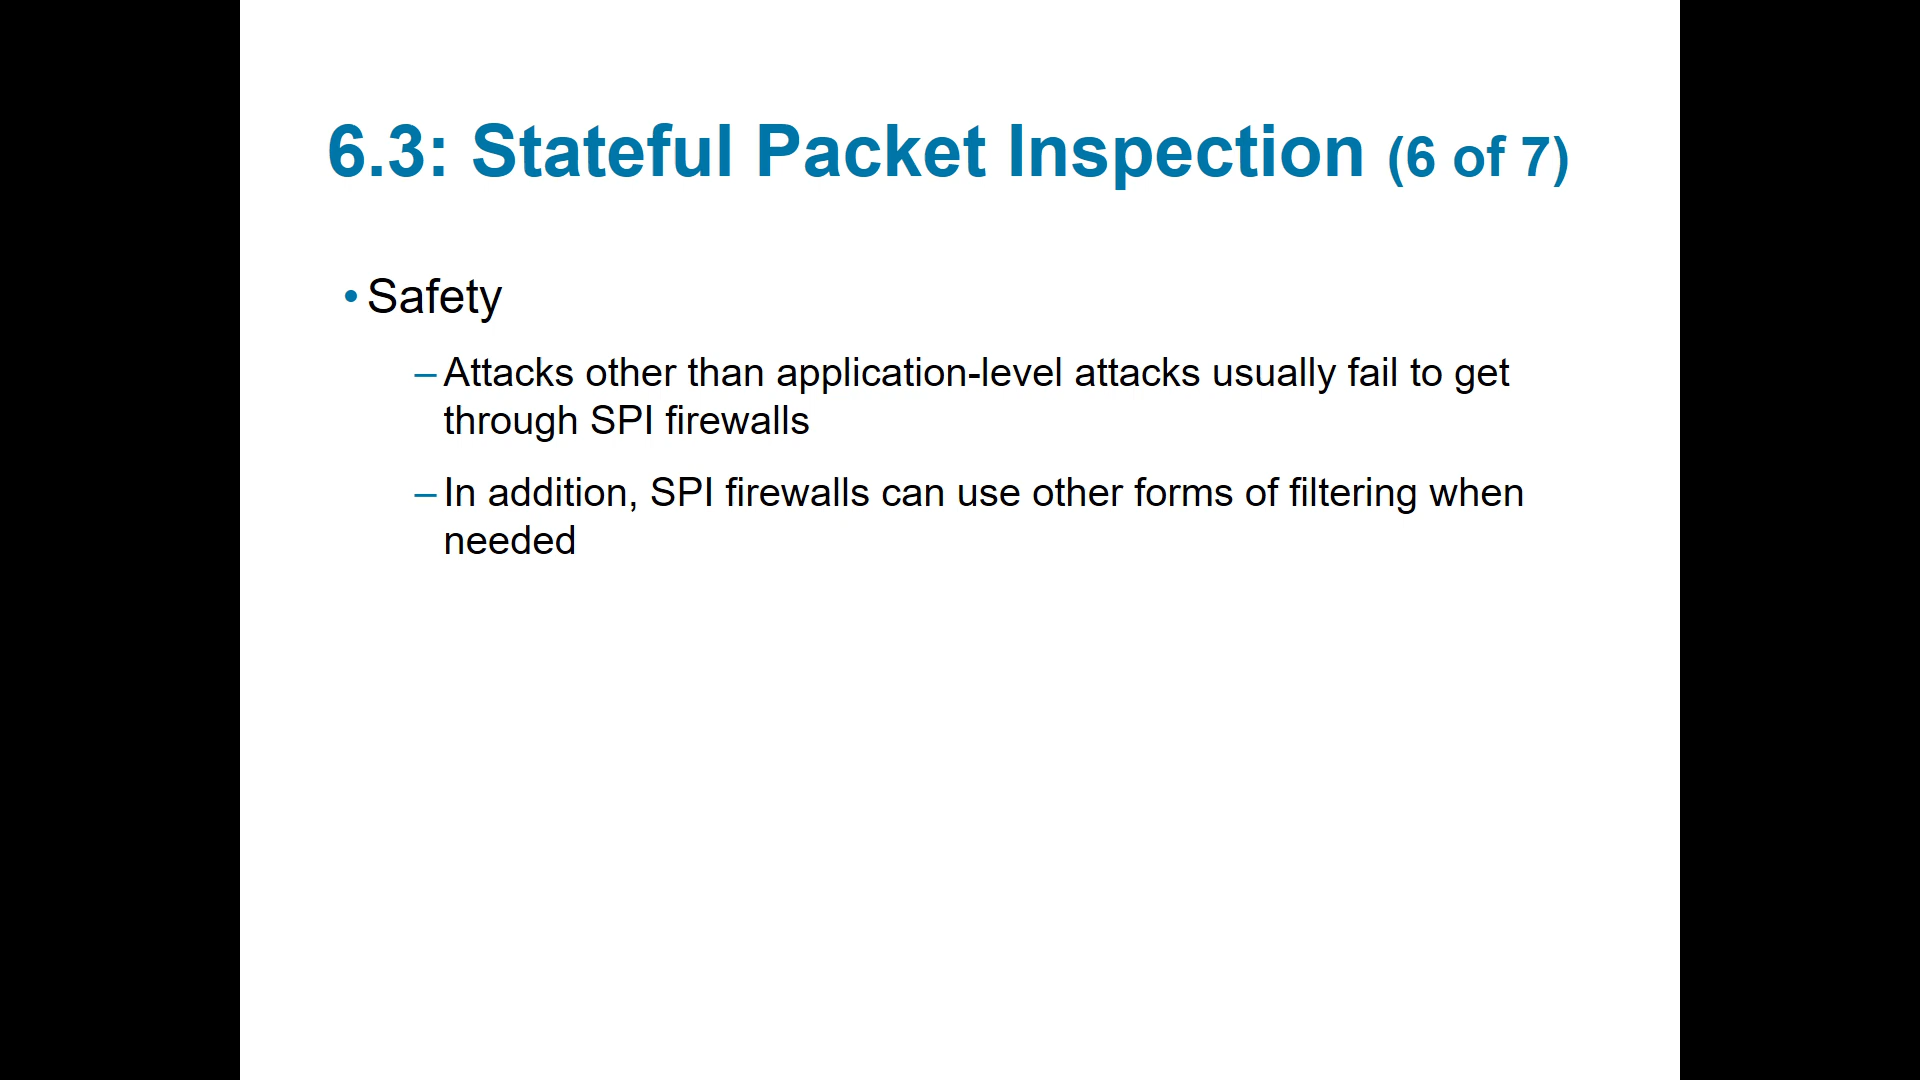 6.3: Stateful Packet Inspection (6 of 7)
• Safety
– Attacks other than application-level attacks usually fail to get
through SPI firewalls
– In addition, SPI firewalls can use other forms of filtering when
needed